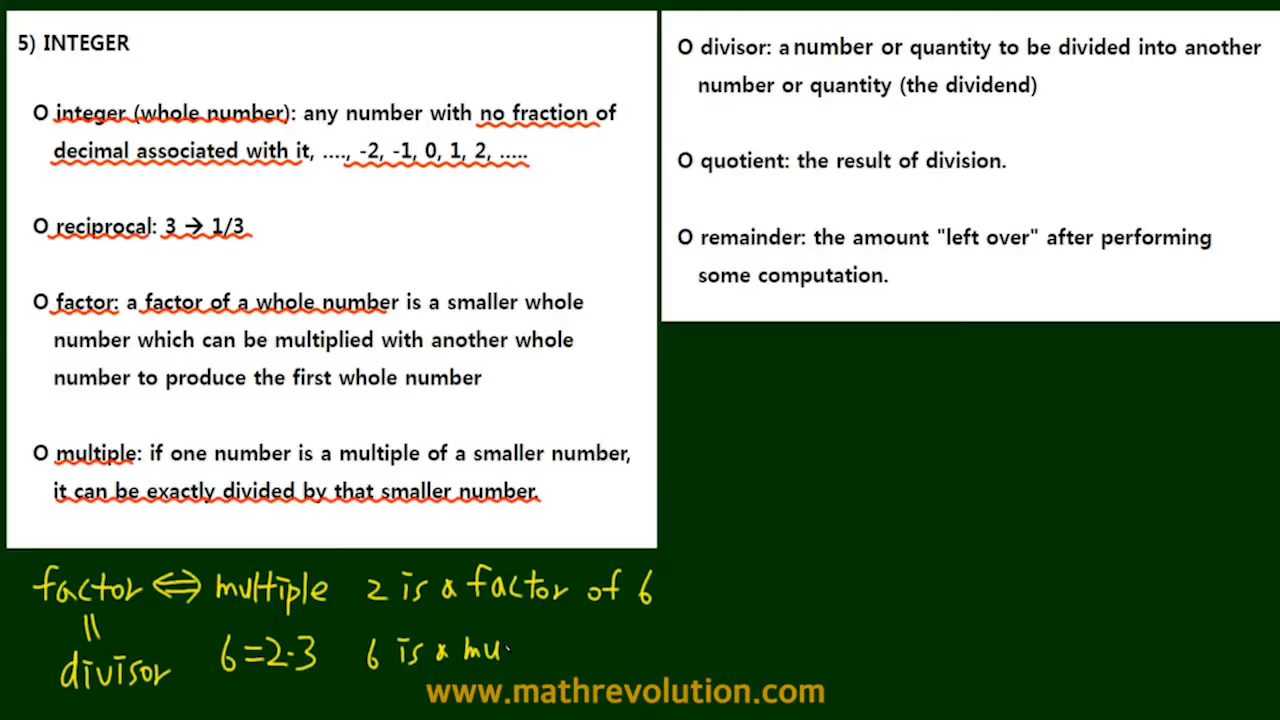 5) INTEGER
O integer (whole number): any number with no fraction of
decimal associated with it, ...., -2, -1, 0, 1, 2, .....
O reciprocal: 3 → 1/3
O factor: a factor of a whole number is a smaller whole
number which can be multiplied with another whole
number to produce the first whole number
O multiple: if one number is a multiple of a smaller number,
it can be exactly divided by that smaller number.
O divisor: a number or quantity to be divided into another
number or quantity (the dividend)
O quotient: the result of division.
O remainder: the amount "left over" after performing
some computation.
factor ⇔ multiple 2 is a factor of 6
||
divisor 6=2·3 6 is a mu
www.mathrevolution.com